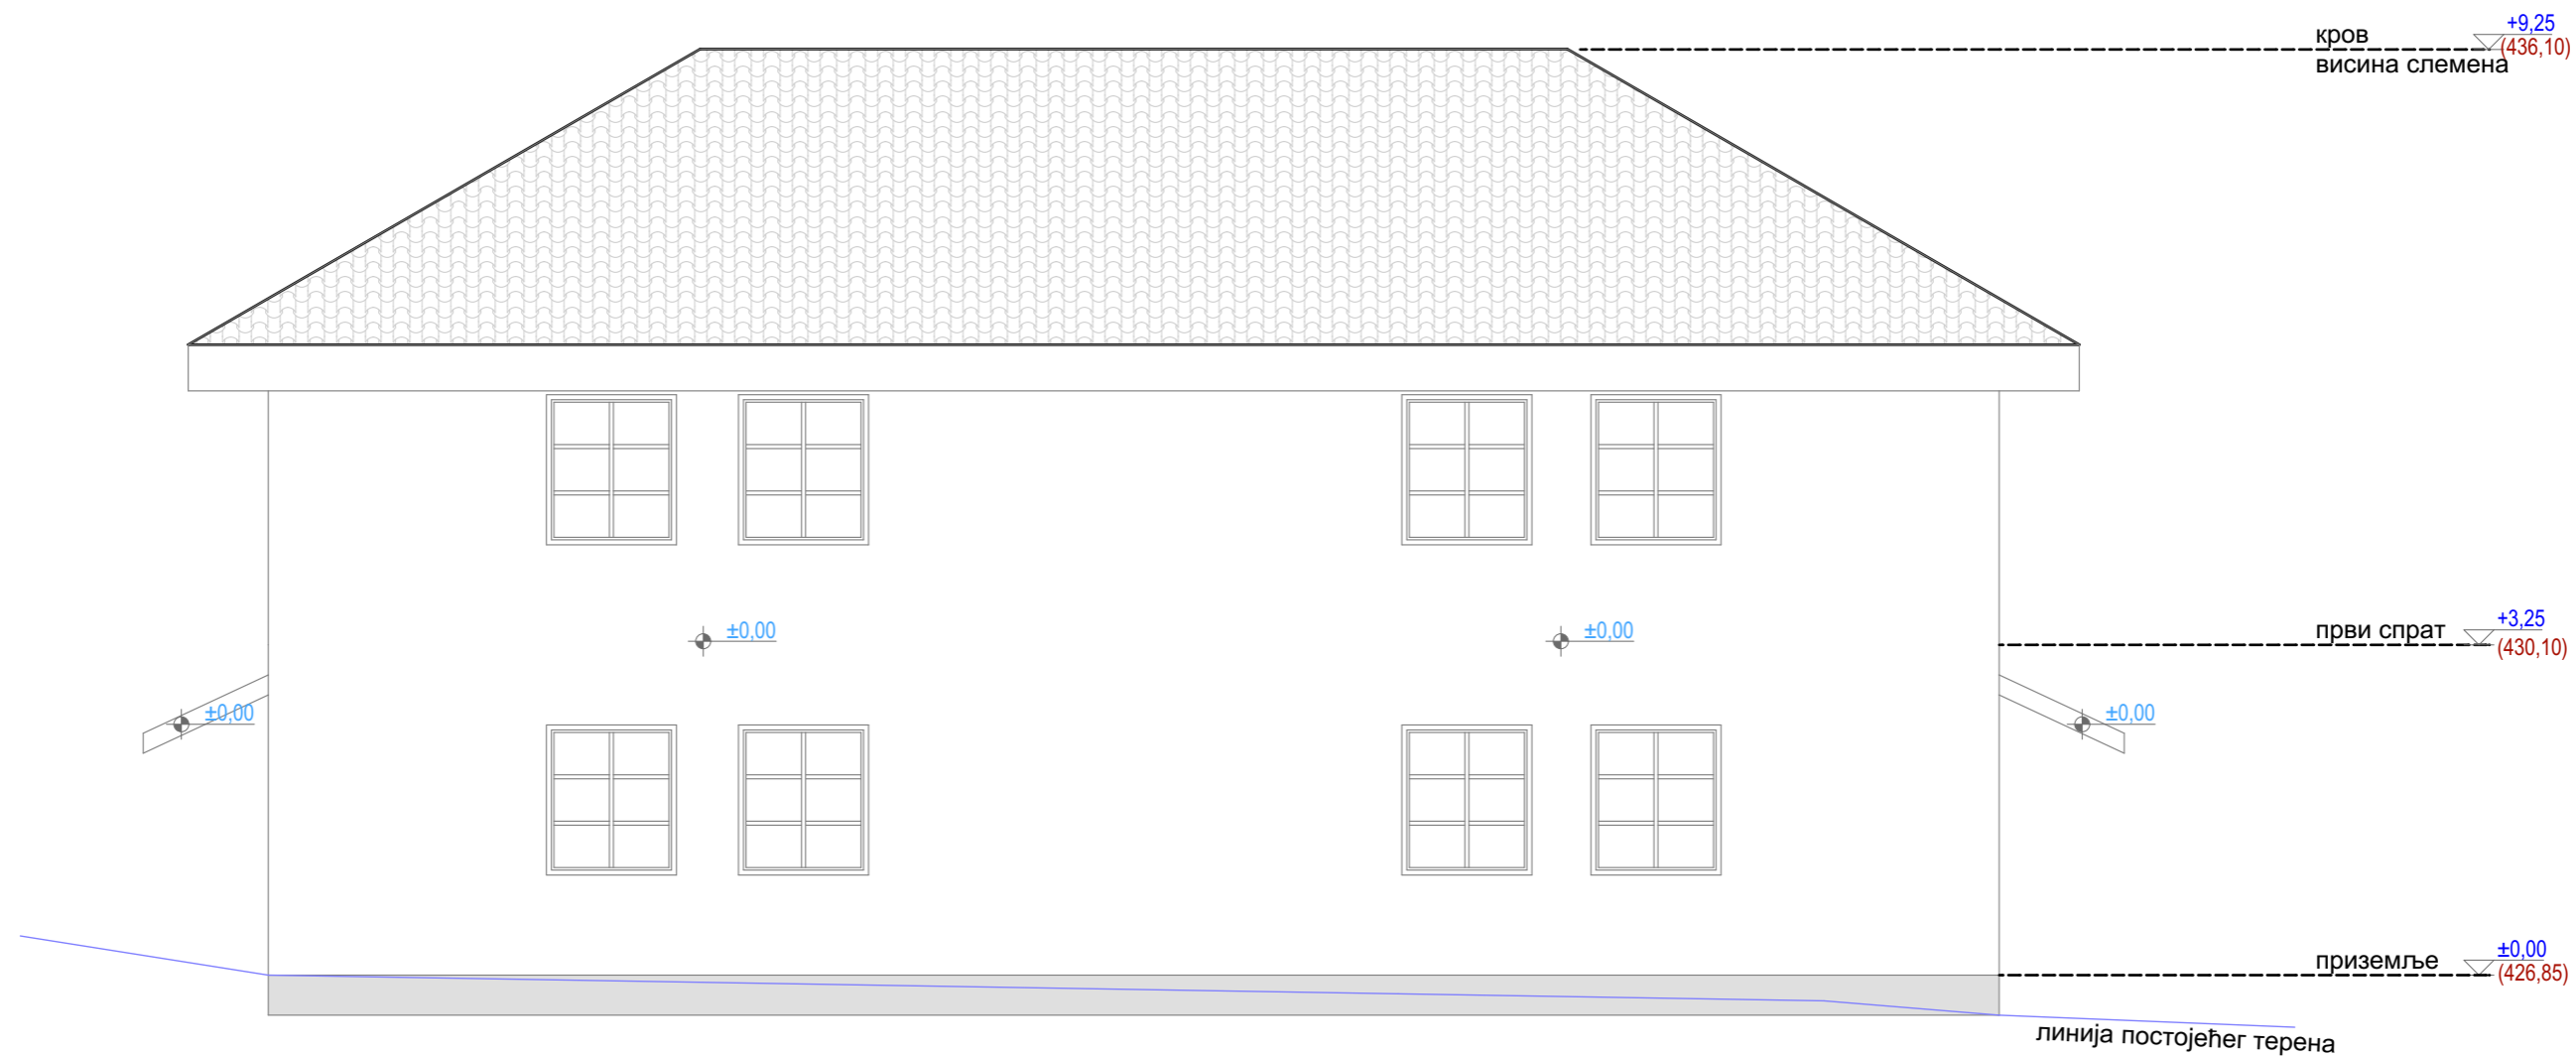 +9,25
кров
(436,10)
висина слемена
±0,00
±0,00
+3,25
први спрат
(430,10)
±0,00
±0,00
±0,00
приземље
(426,85)
линија постојећег терена